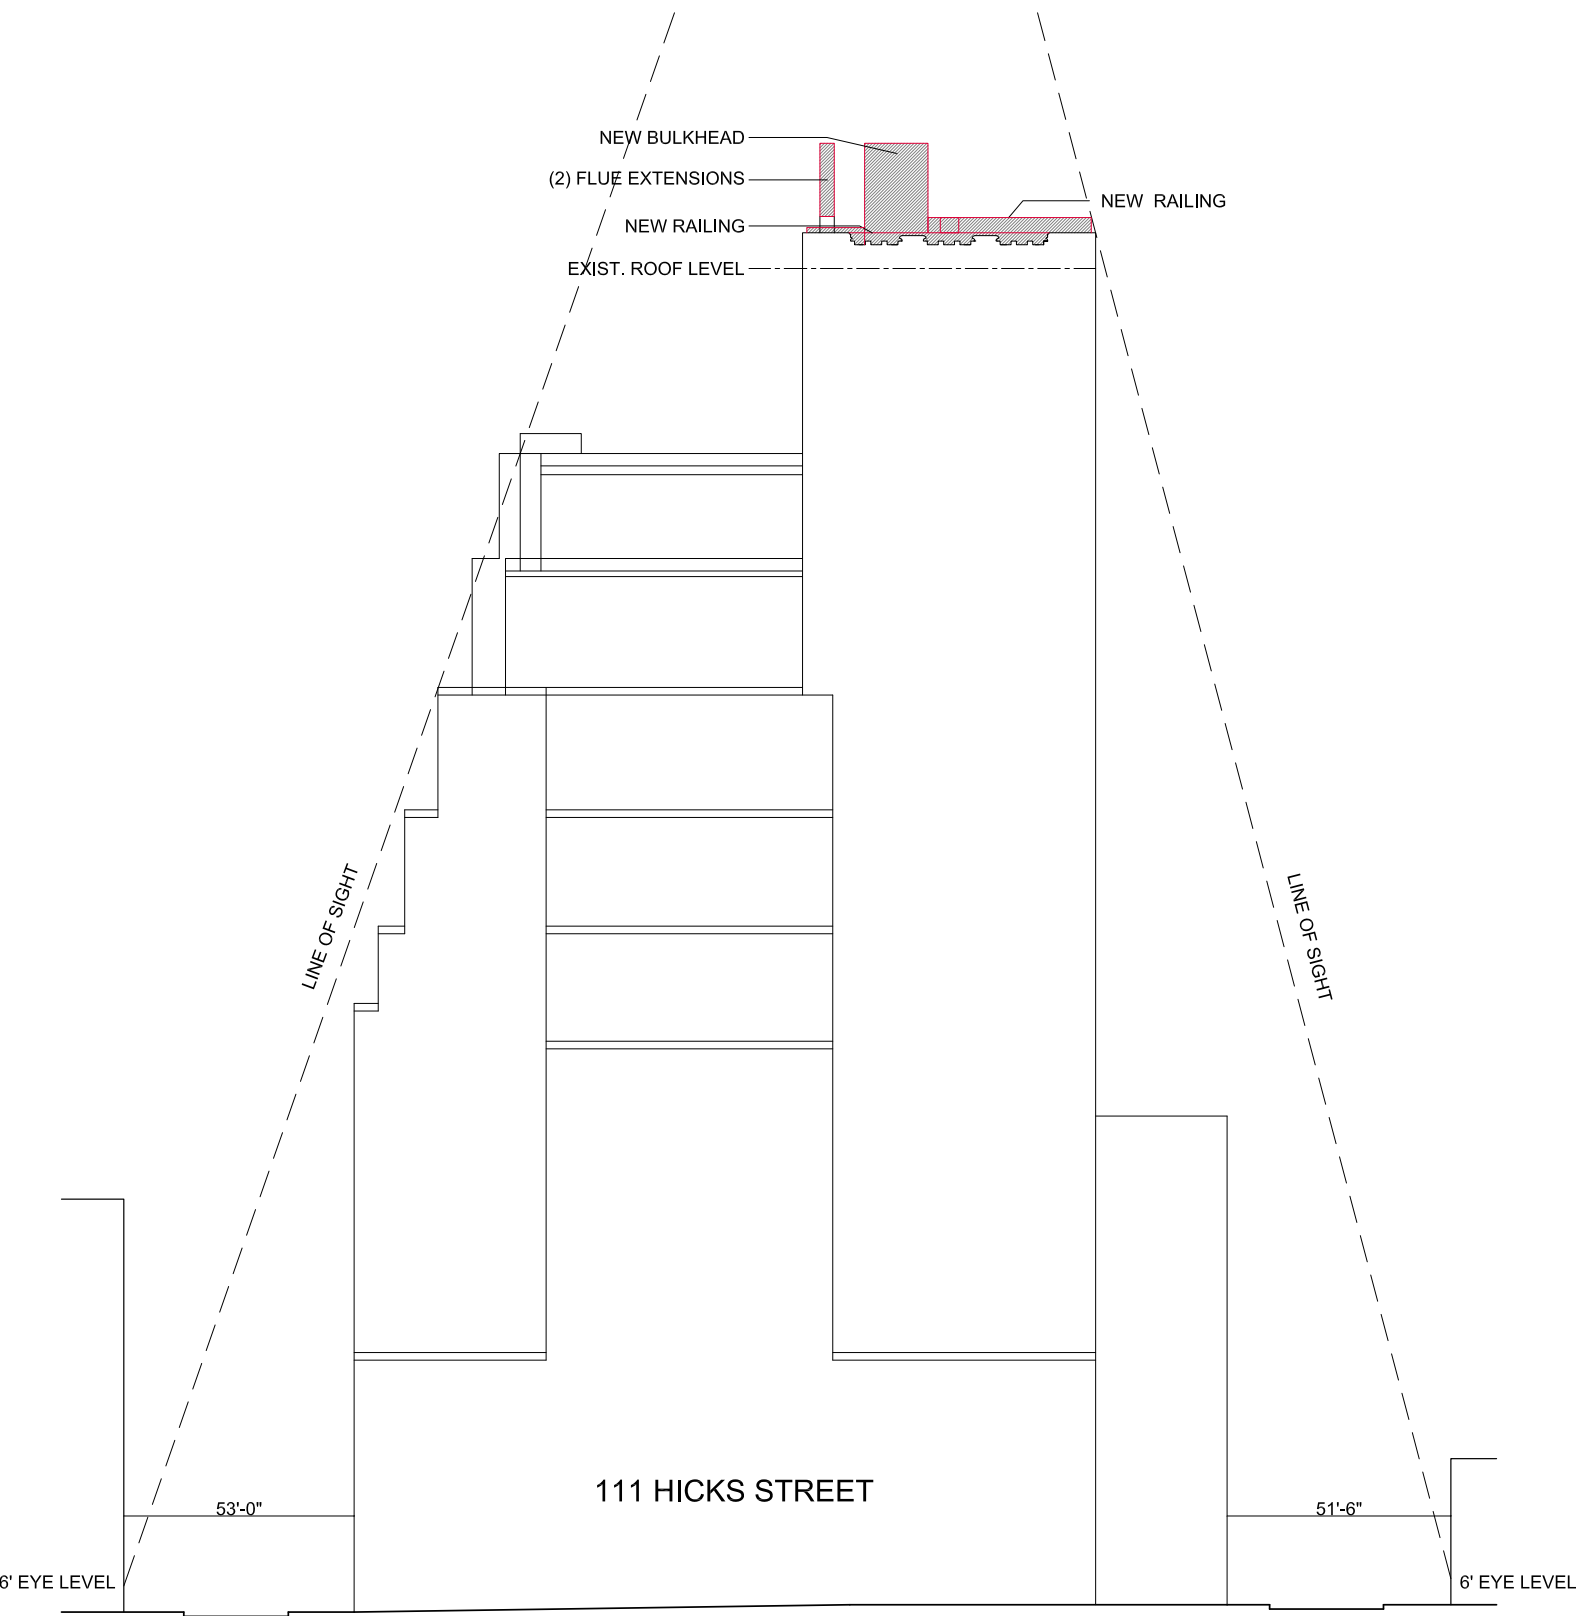 NEW BULKHEAD
(2) FLUE EXTENSIONS
NEW RAILING
NEW RAILING
EXIST. ROOF LEVEL
LINE OF SIGHT
LINE OF SIGHT
111 HICKS STREET
53'-0"
51'-6"
6' EYE LEVEL
6' EYE LEVEL